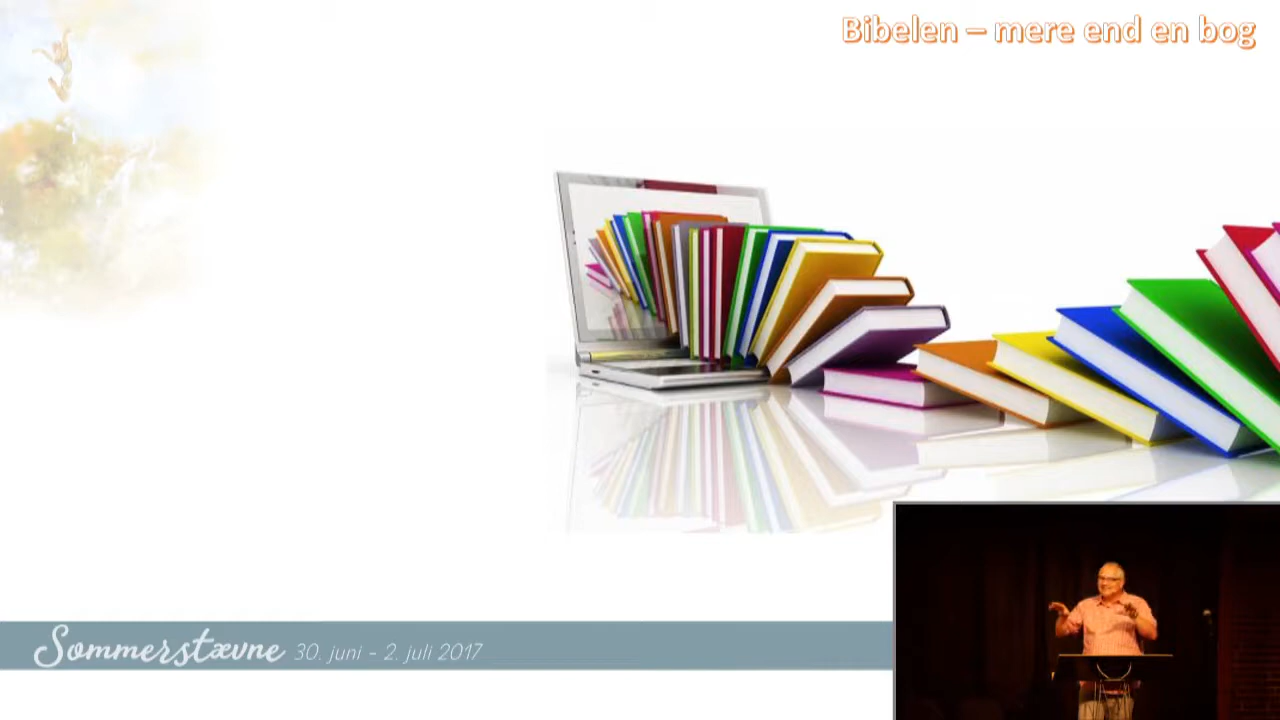 Bibelen – mere end en bog
Sommerstævne 30. juni - 2. juli 2017